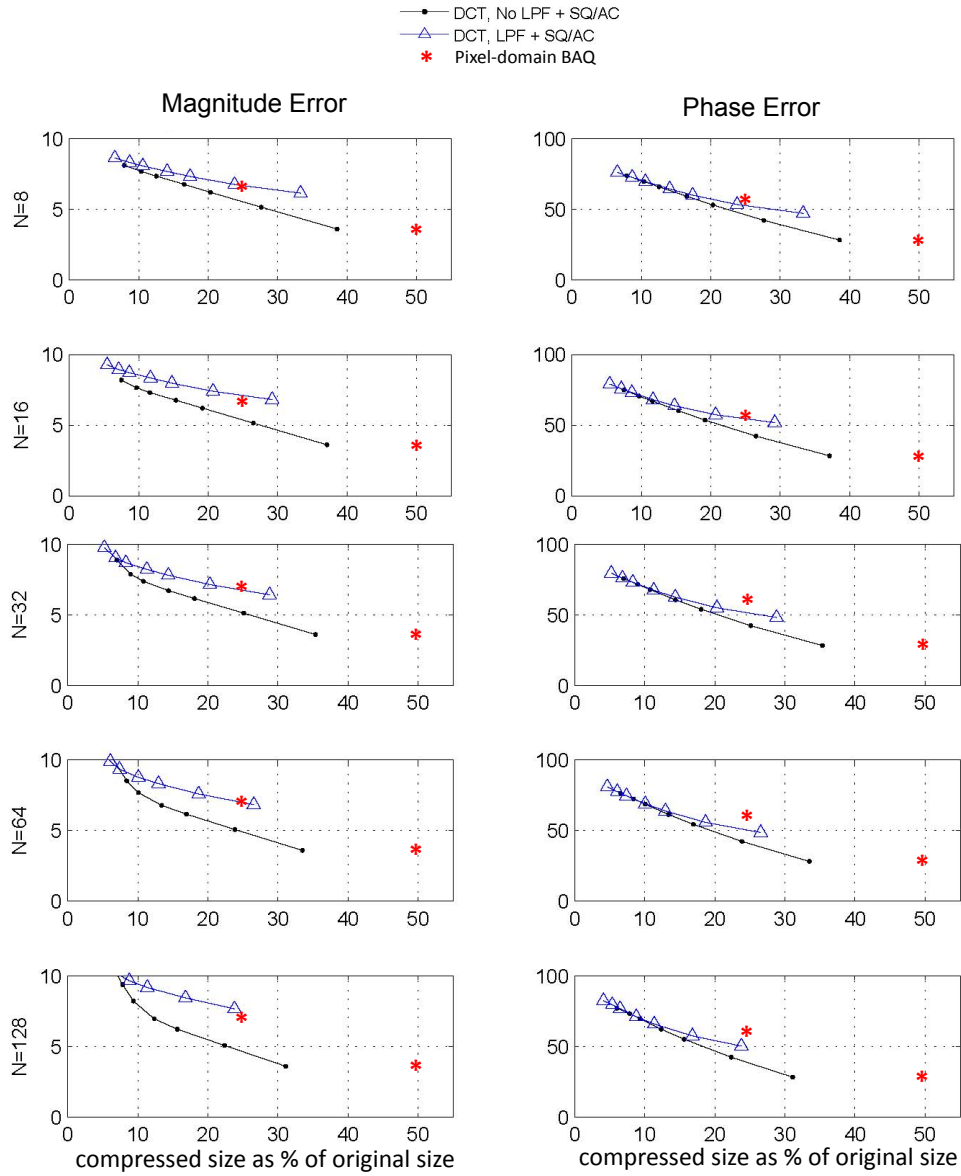 DCT, No LPF + SQ/AC
DCT, LPF + SQ/AC
Pixel-domain BAQ
Magnitude Error
Phase Error
N=8
10
5
0
0 10 20 30 40 50
100
50
0
0 10 20 30 40 50
N=16
10
5
0
0 10 20 30 40 50
100
50
0
0 10 20 30 40 50
N=32
10
5
0
0 10 20 30 40 50
100
50
0
0 10 20 30 40 50
N=64
10
5
0
0 10 20 30 40 50
100
50
0
0 10 20 30 40 50
N=128
10
5
0
0 10 20 30 40 50
compressed size as % of original size
100
50
0
0 10 20 30 40 50
compressed size as % of original size